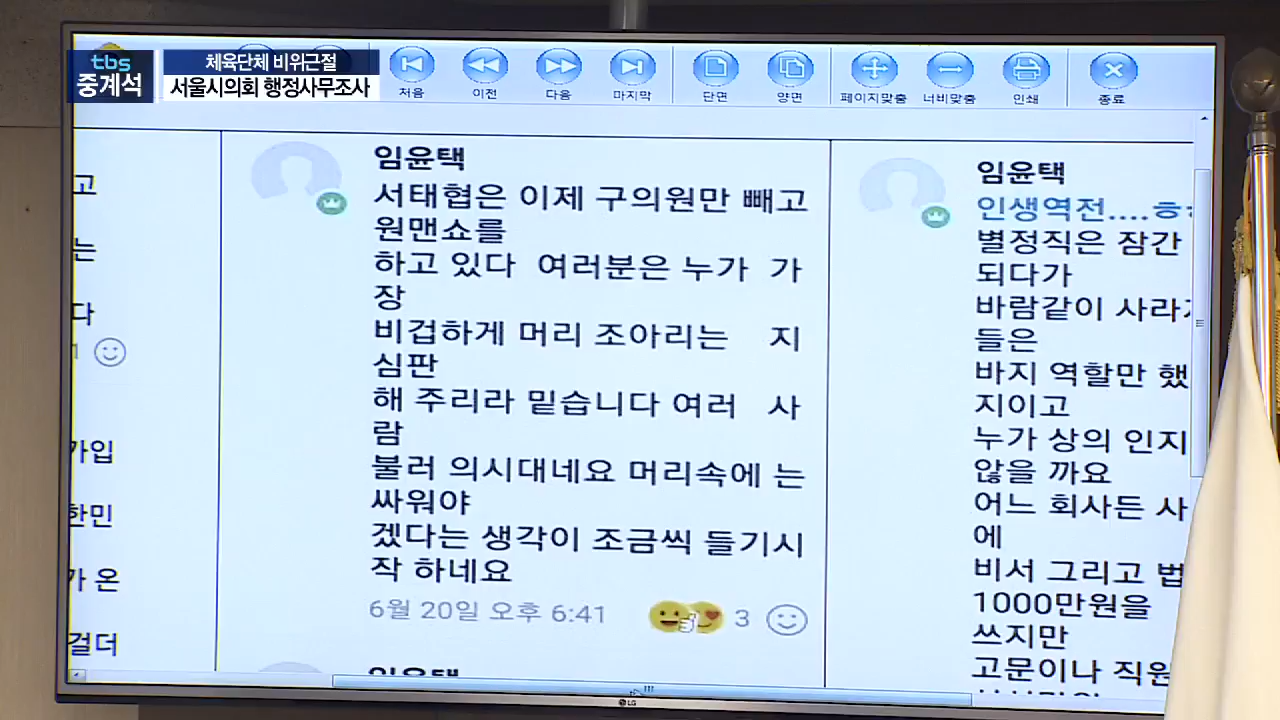 tbs
중계석
체육단체 비위근절
서울시의회 행정사무조사
처음
이전
다음
마지막
단면
양면
페이지맞춤
너비맞춤
인쇄
종료
고
는
다
1
가입
한민
가 온
걸더
임윤택
서태협은 이제 구의원만 빼고
원맨쇼를
하고 있다 여러분은 누가 가
장
비겁하게 머리 조아리는 지
심판
해 주리라 믿습니다 여러 사
람
불러 의시대네요 머리속에 는
싸워야
겠다는 생각이 조금씩 들기시
작 하네요
6월 20일 오후 6:41
3
임윤택
임윤택
인생역전....ㅎ
별정직은 잠간
되다가
바람같이 사라
들은
바지 역할만 했
지이고
누가 상의 인지
않을 까요
어느 회사든 사
에
비서 그리고 법
1000만원을
쓰지만
고문이나 직원
LG